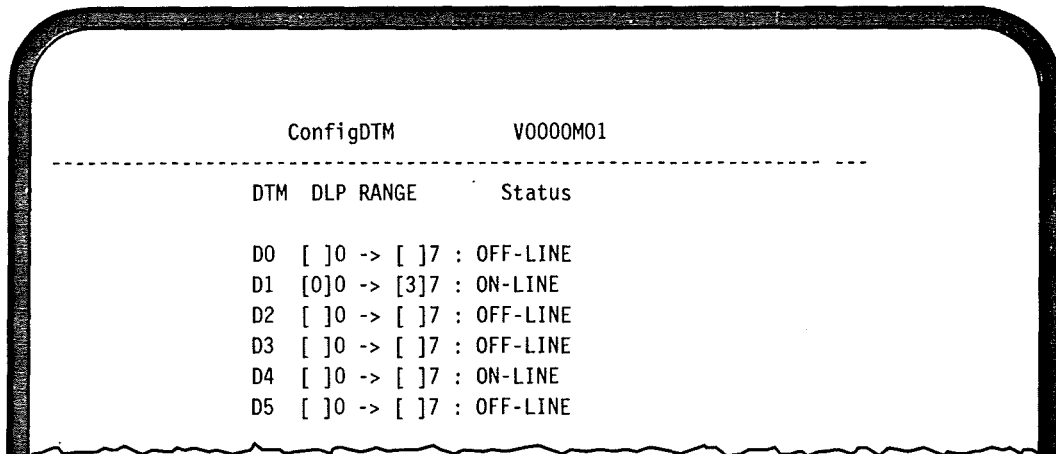 ConfigDTM V0000M01
DTM DLP RANGE Status
D0 [ ]0 -> [ ]7 : OFF-LINE
D1 [0]0 -> [3]7 : ON-LINE
D2 [ ]0 -> [ ]7 : OFF-LINE
D3 [ ]0 -> [ ]7 : OFF-LINE
D4 [ ]0 -> [ ]7 : ON-LINE
D5 [ ]0 -> [ ]7 : OFF-LINE